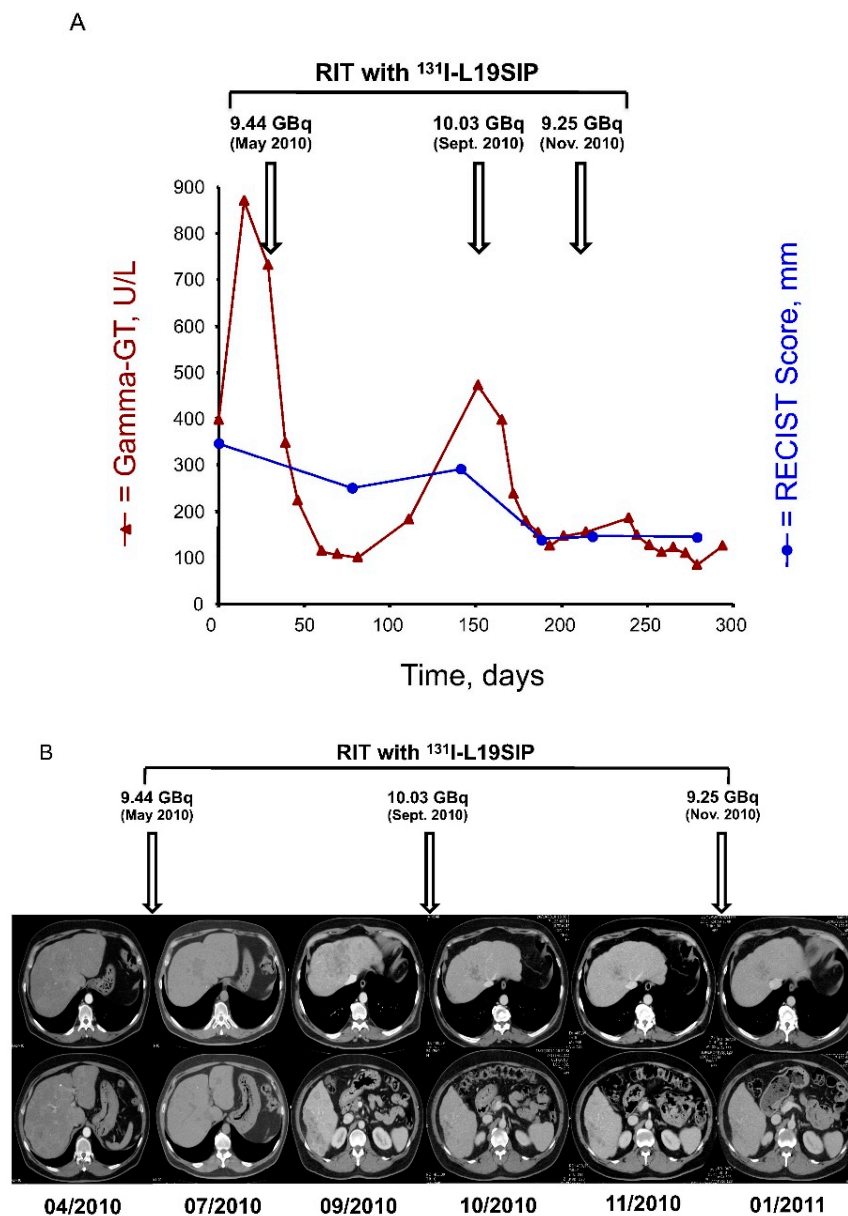 A
RIT with ¹³¹I-L19SIP
9.44 GBq
(May 2010)
10.03 GBq
(Sept. 2010)
9.25 GBq
(Nov. 2010)
900
800
700
600
500
400
300
200
100
0
= Gamma-GT, U/L
= RECIST Score, mm
0 50 100 150 200 250 300
Time, days
B
RIT with ¹³¹I-L19SIP
9.44 GBq
(May 2010)
10.03 GBq
(Sept. 2010)
9.25 GBq
(Nov. 2010)
04/2010 07/2010 09/2010 10/2010 11/2010 01/2011